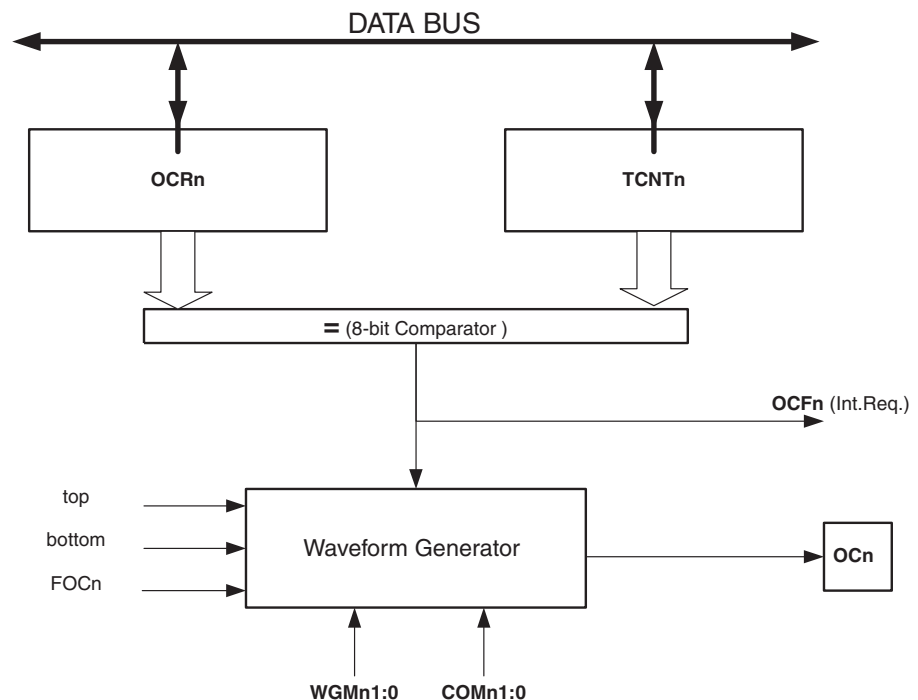 DATA BUS
OCRn
TCNTn
= (8-bit Comparator )
OCFn (Int.Req.)
top
bottom
FOCn
Waveform Generator
OCn
WGMn1:0
COMn1:0